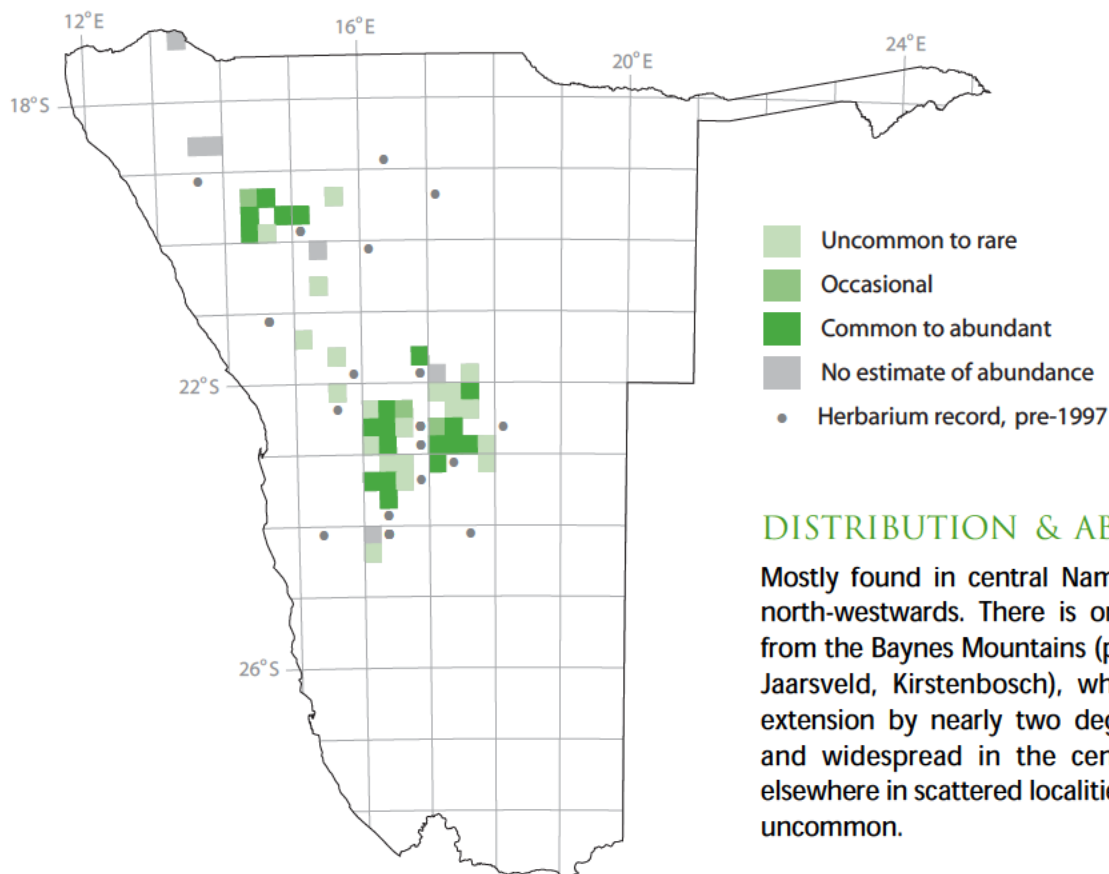 12°E
16°E
20°E
24°E
18°S
22°S
26°S
Uncommon to rare
Occasional
Common to abundant
No estimate of abundance
Herbarium record, pre-1997
DISTRIBUTION & AB
Mostly found in central Nam
north-westwards. There is or
from the Baynes Mountains (p
Jaarsveld, Kirstenbosch), wh
extension by nearly two deg
and widespread in the cen
elsewhere in scattered localitie
uncommon.